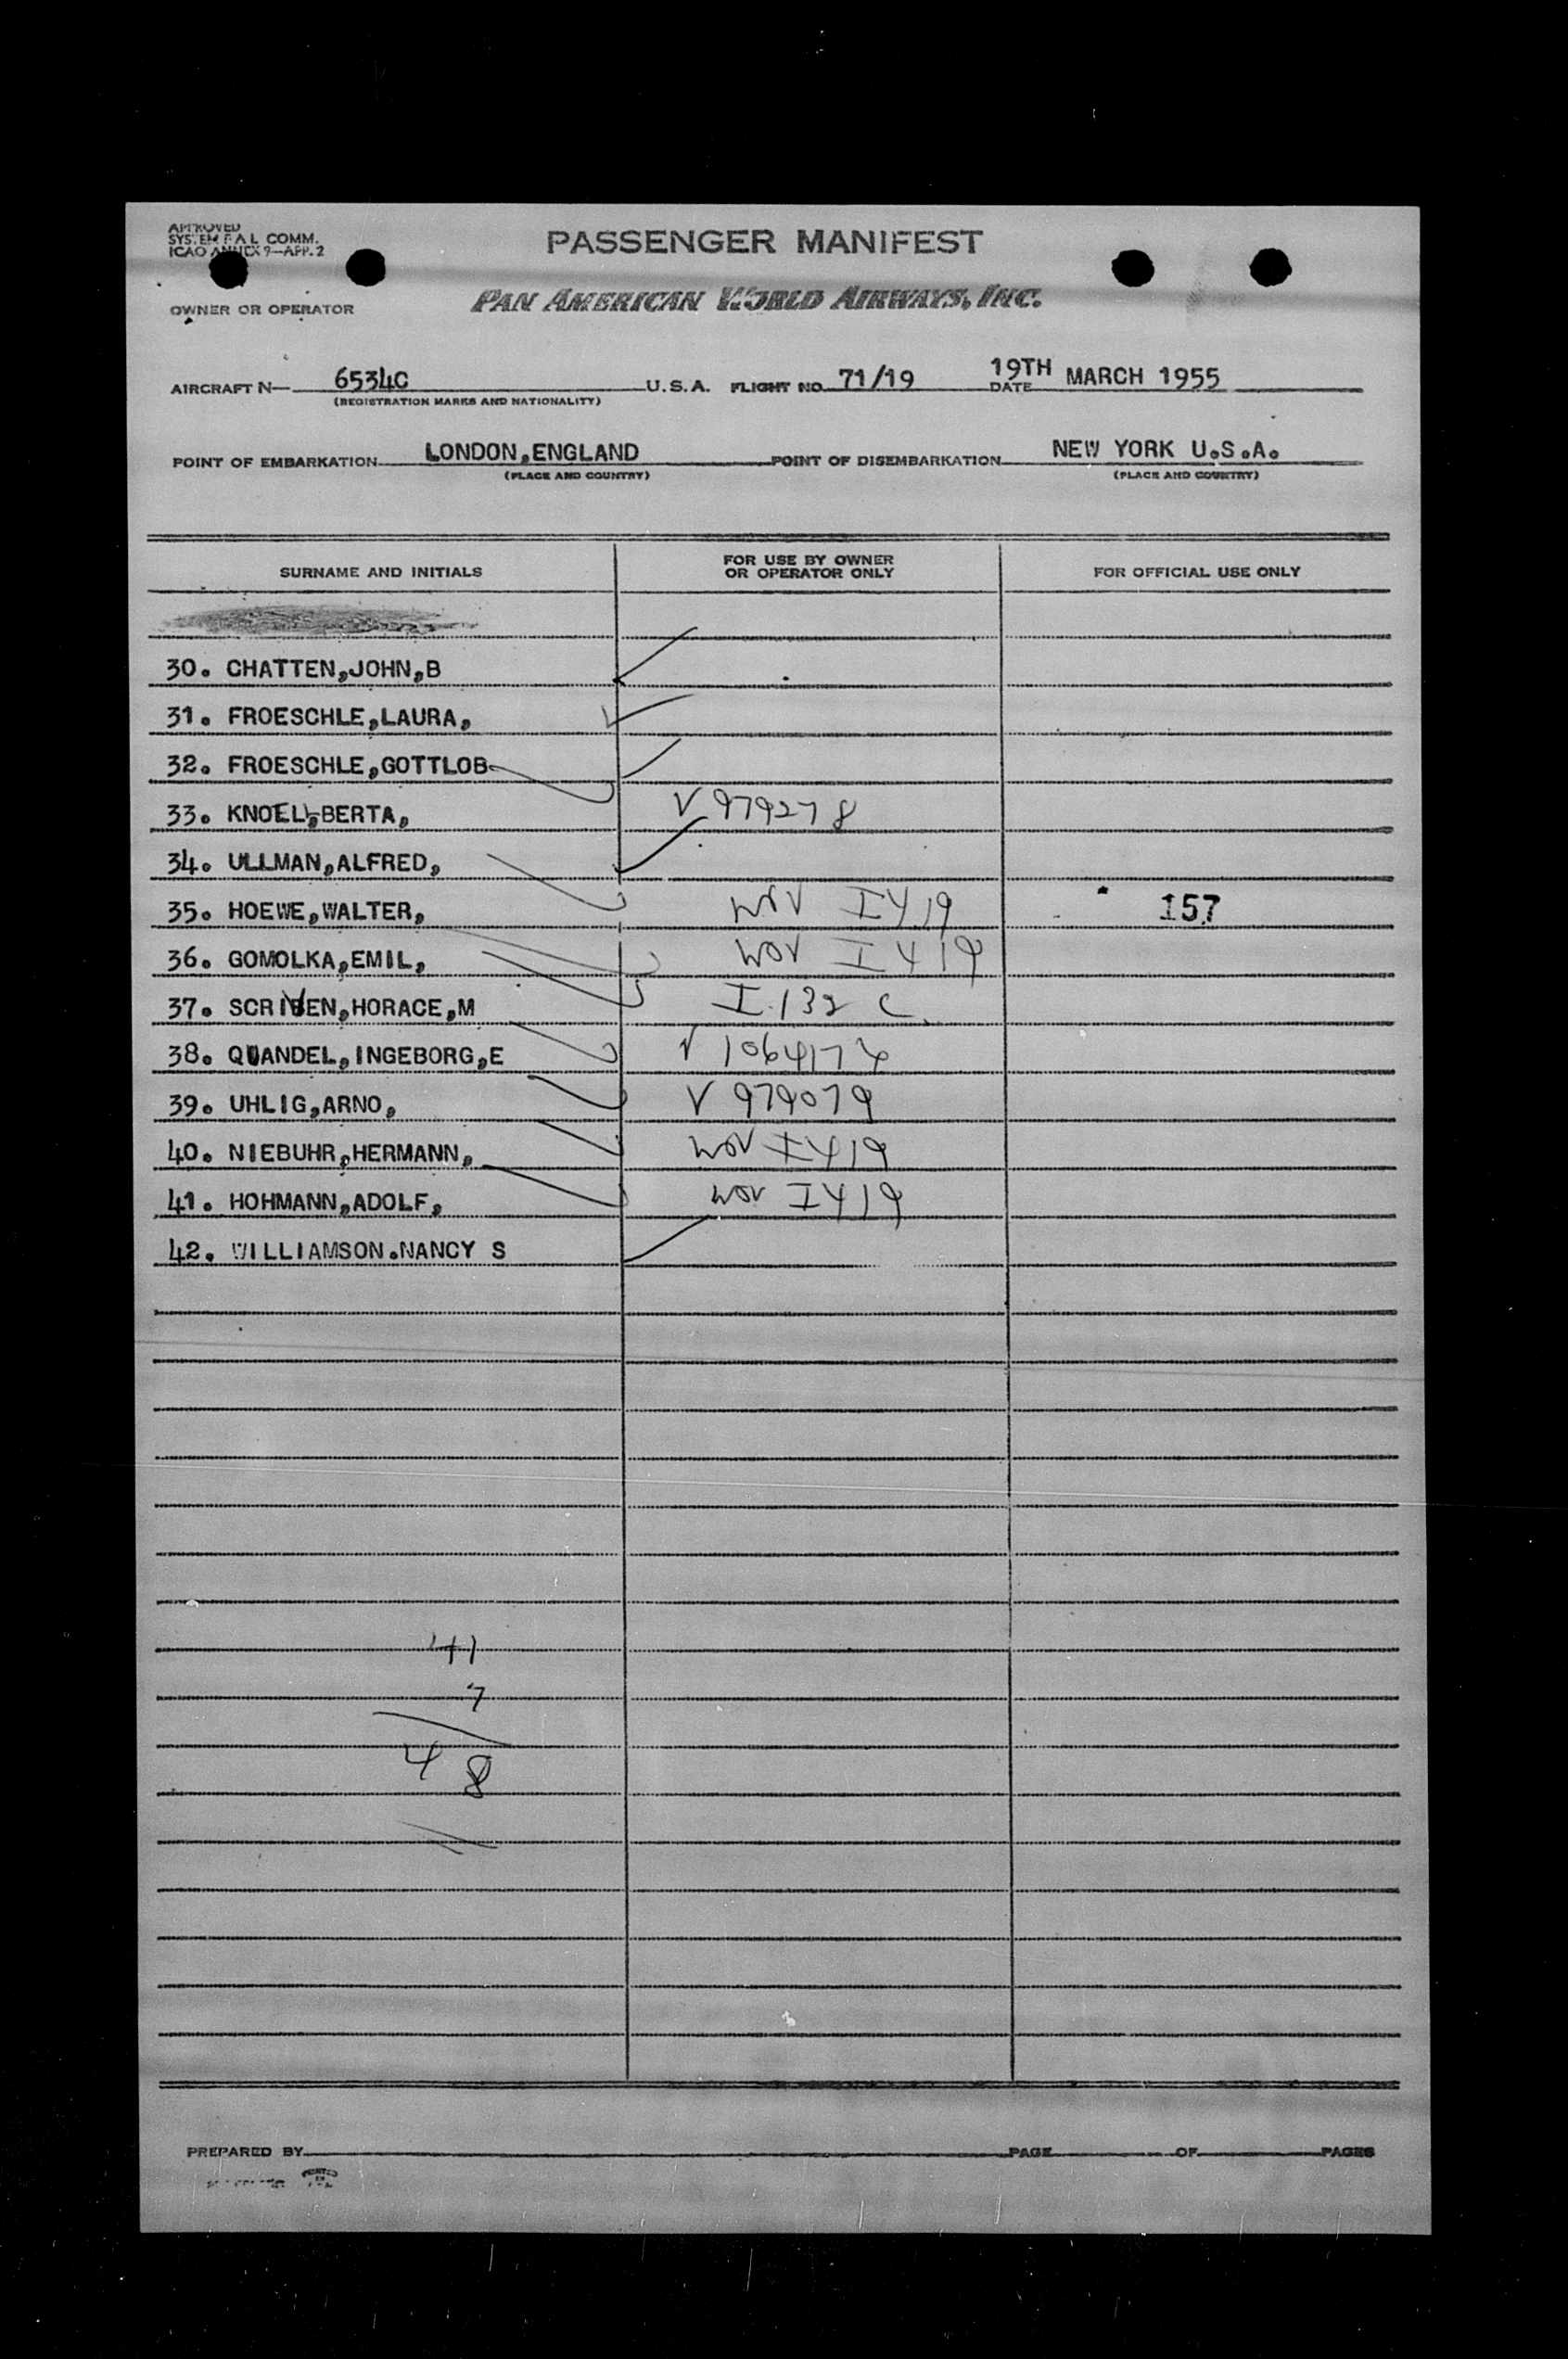 APPROVED
SYSTEM F A L COMM.
ICAO ANNEX 9—APP. 2
PASSENGER MANIFEST
OWNER OR OPERATOR PAN AMERICAN WORLD AIRWAYS, INC.
AIRCRAFT N— 6534C U.S.A. FLIGHT NO. 71/19 DATE 19TH MARCH 1955
(REGISTRATION MARKS AND NATIONALITY)
POINT OF EMBARKATION LONDON,ENGLAND POINT OF DISEMBARKATION NEW YORK U.S.A.
(PLACE AND COUNTRY) (PLACE AND COUNTRY)
SURNAME AND INITIALS FOR USE BY OWNER OR OPERATOR ONLY FOR OFFICIAL USE ONLY
30. CHATTEN,JOHN,B
31. FROESCHLE,LAURA,
32. FROESCHLE,GOTTLOB
33. KNOELL,BERTA, V 979278
34. ULLMAN,ALFRED,
35. HOEWE,WALTER, wov I 419 157
36. GOMOLKA,EMIL, wov I 419
37. SCRIVEN,HORACE,M I.132 C
38. QUANDEL,INGEBORG,E V
39. UHLIG,ARNO, V 979079
40. NIEBUHR,HERMANN, wov I 419
41. HOHMANN,ADOLF, wov I 419
42. WILLIAMSON.NANCY S
41
7
48
PREPARED BY PAGE OF PAGES
PRINTED